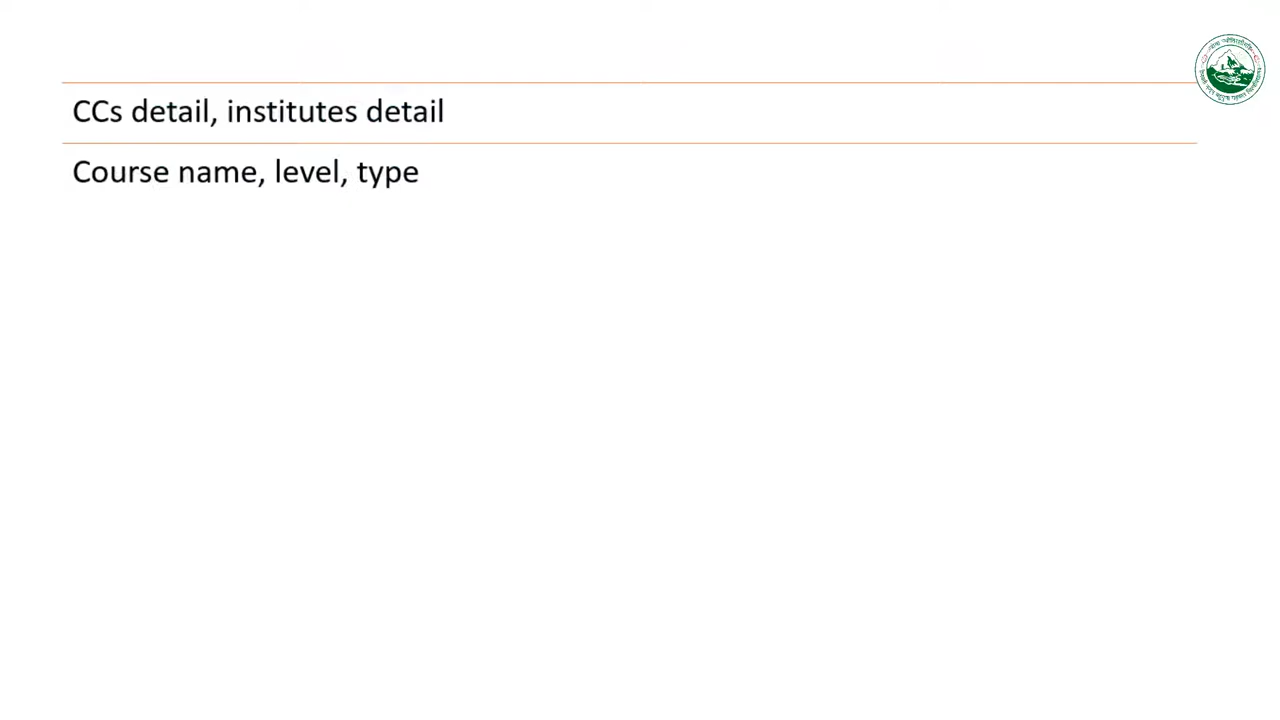 CCs detail, institutes detail
Course name, level, type